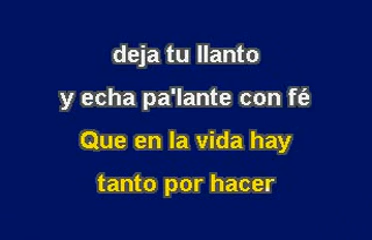 deja tu llanto
y echa pa'lante con fé
Que en la vida hay
tanto por hacer